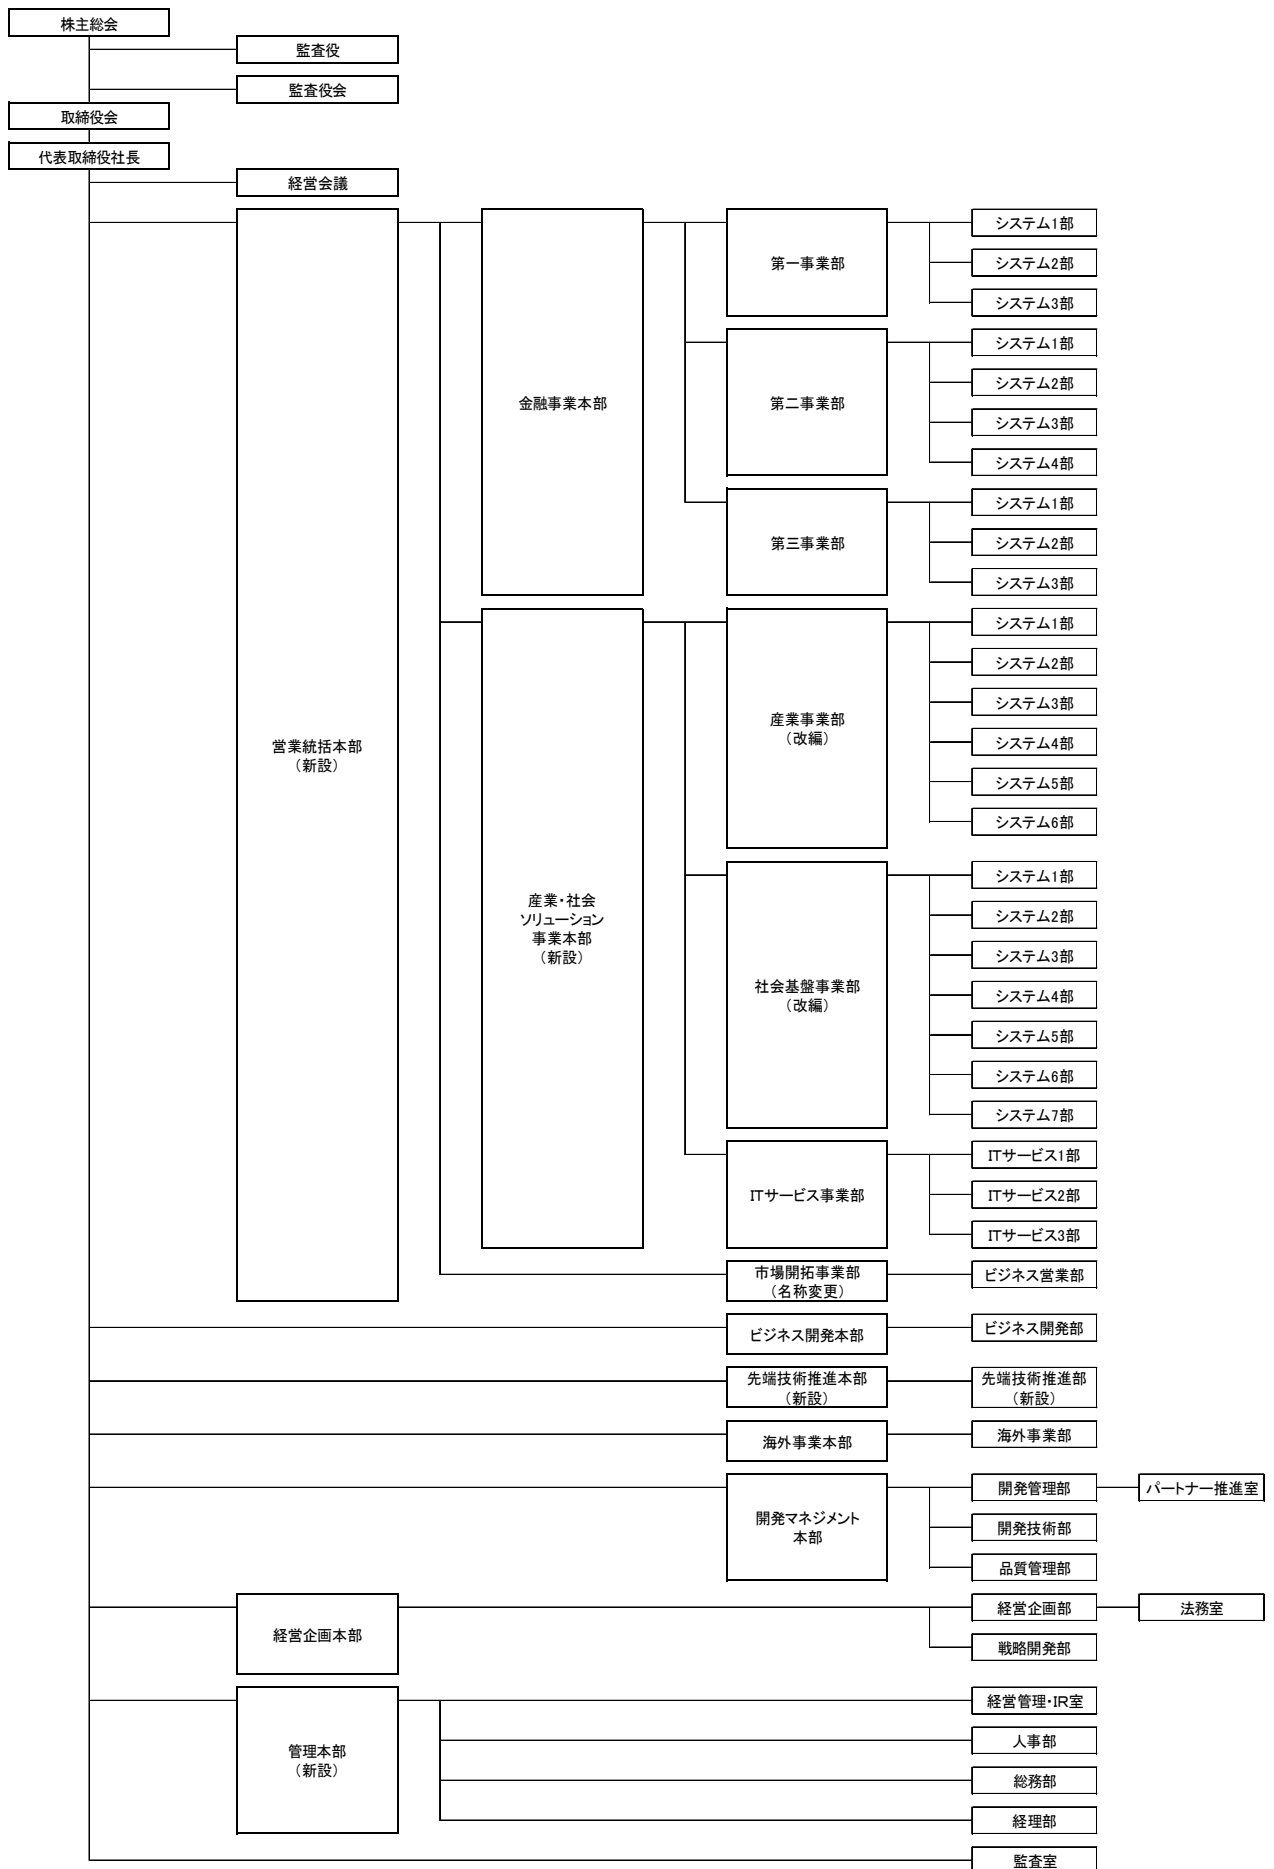 株主総会
監査役
監査役会
取締役会
代表取締役社長
経営会議
営業統括本部
（新設）
金融事業本部
第一事業部
システム1部
システム2部
システム3部
第二事業部
システム1部
システム2部
システム3部
システム4部
第三事業部
システム1部
システム2部
システム3部
産業・社会
ソリューション
事業本部
（新設）
産業事業部
（改編）
システム1部
システム2部
システム3部
システム4部
システム5部
システム6部
社会基盤事業部
（改編）
システム1部
システム2部
システム3部
システム4部
システム5部
システム6部
システム7部
ITサービス事業部
ITサービス1部
ITサービス2部
ITサービス3部
市場開拓事業部
（名称変更）
ビジネス営業部
ビジネス開発本部
ビジネス開発部
先端技術推進本部
（新設）
先端技術推進部
（新設）
海外事業本部
海外事業部
開発マネジメント
本部
開発管理部
パートナー推進室
開発技術部
品質管理部
経営企画本部
経営企画部
法務室
戦略開発部
管理本部
（新設）
経営管理・IR室
人事部
総務部
経理部
監査室